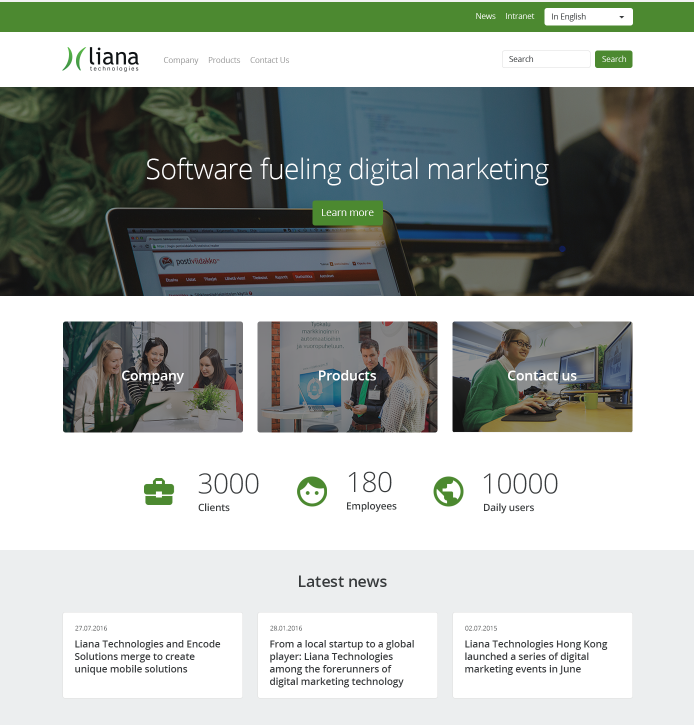 News Intranet In English
liana
technologies
Company Products Contact Us
Search Search
Software fueling digital marketing
Learn more
postiviidakko
Company
Products
Contact us
3000
Clients
180
Employees
10000
Daily users
Latest news
27.07.2016
Liana Technologies and Encode
Solutions merge to create
unique mobile solutions
28.01.2016
From a local startup to a global
player: Liana Technologies
among the forerunners of
digital marketing technology
02.07.2015
Liana Technologies Hong Kong
launched a series of digital
marketing events in June